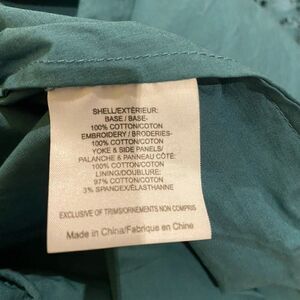 SHELL/EXTÉRIEUR:
BASE / BASE-
100% COTTON/COTON
EMBROIDERY / BRODERIES-
100% COTTON/COTON
YOKE & SIDE PANELS/
PALANCHE & PANNEAU CÔTÉ:
100% COTTON/COTON
LINING/DOUBLURE:
97% COTTON/COTON
3% SPANDEX/ÉLASTHANNE
EXCLUSIVE OF TRIMS/ORNEMENTS NON COMPRIS
Made in China/Fabrique en Chine